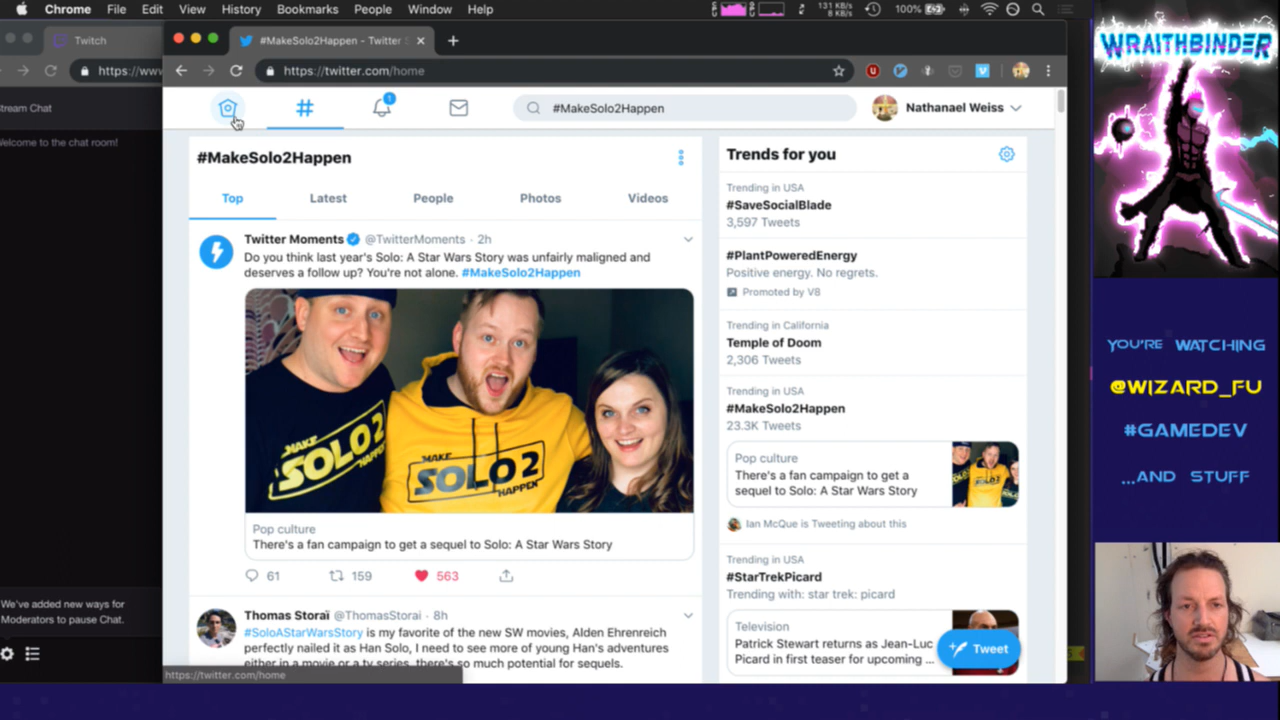 Chrome File Edit View History Bookmarks People Window Help
131 KB/s
8 KB/s
100%
Twitch
#MakeSolo2Happen - Twitter S
https://www
https://twitter.com/home
Stream Chat
Welcome to the chat room!
1
#MakeSolo2Happen
Nathanael Weiss
#MakeSolo2Happen
Top Latest People Photos Videos
Twitter Moments @TwitterMoments · 2h
Do you think last year's Solo: A Star Wars Story was unfairly maligned and
deserves a follow up? You're not alone. #MakeSolo2Happen
MAKE
SOLO 2
HAPPEN
MAKE
SOLO 2
HAPPEN
Pop culture
There's a fan campaign to get a sequel to Solo: A Star Wars Story
61 159 563
Thomas Storaï @ThomasStorai · 8h
#SoloAStarWarsStory is my favorite of the new SW movies, Alden Ehrenreich
perfectly nailed it as Han Solo, I need to see more of young Han's adventures
either in a movie or a tv series, there's so much potential for sequels.
https://twitter.com/home
Trends for you
Trending in USA
#SaveSocialBlade
3,597 Tweets
#PlantPoweredEnergy
Positive energy. No regrets.
Promoted by V8
Trending in California
Temple of Doom
2,306 Tweets
Trending in USA
#MakeSolo2Happen
23.3K Tweets
Pop culture
There's a fan campaign to get a
sequel to Solo: A Star Wars Story
Ian McQue is Tweeting about this
Trending in USA
#StarTrekPicard
Trending with: star trek: picard
Television
Patrick Stewart returns as Jean-Luc
Picard in first teaser for upcoming ...
Tweet
We've added new ways for
Moderators to pause Chat.
WRAITHBINDER
YOU'RE WATCHING
@WIZARD_FU
#GAMEDEV
...AND STUFF